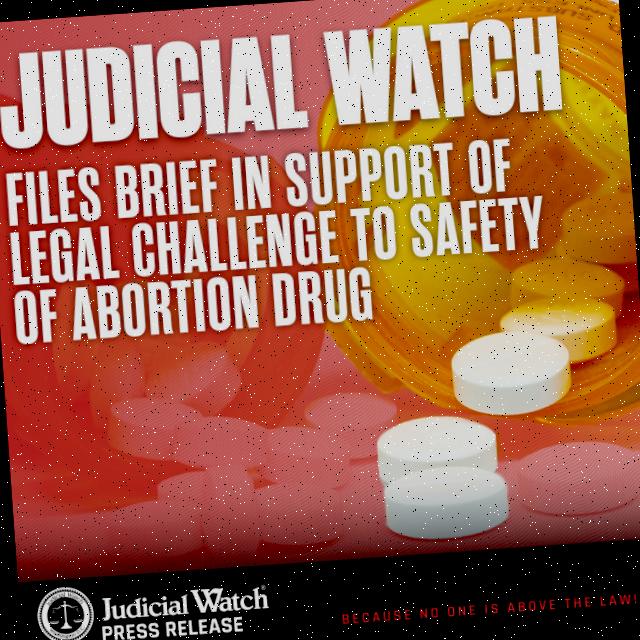 JUDICIAL WATCH
FILES BRIEF IN SUPPORT OF
LEGAL CHALLENGE TO SAFETY
OF ABORTION DRUG
Judicial Watch®
PRESS RELEASE
BECAUSE NO ONE IS ABOVE THE LAW!